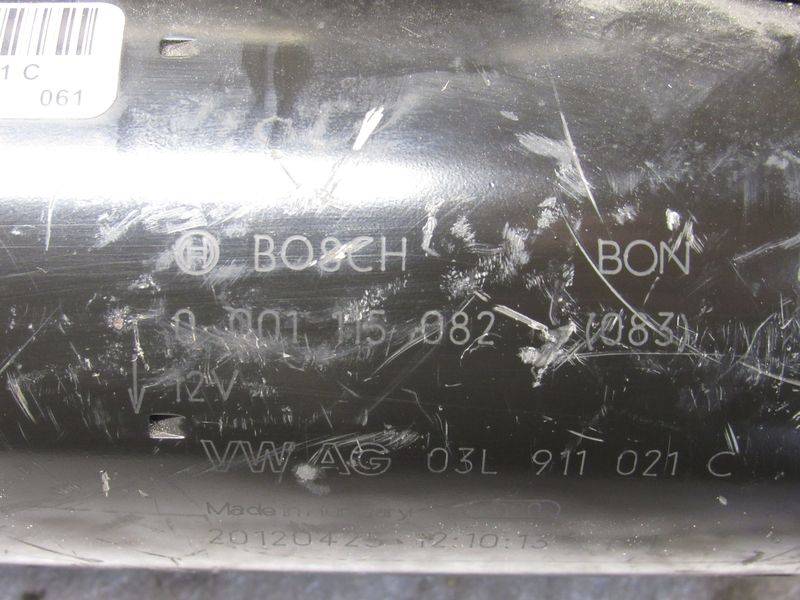 1 C
061
BOSCH BON
0 001 115 082 (083)
12V
VW AG 03L 911 021 C
Made in Hungary
20120425 12:10:13